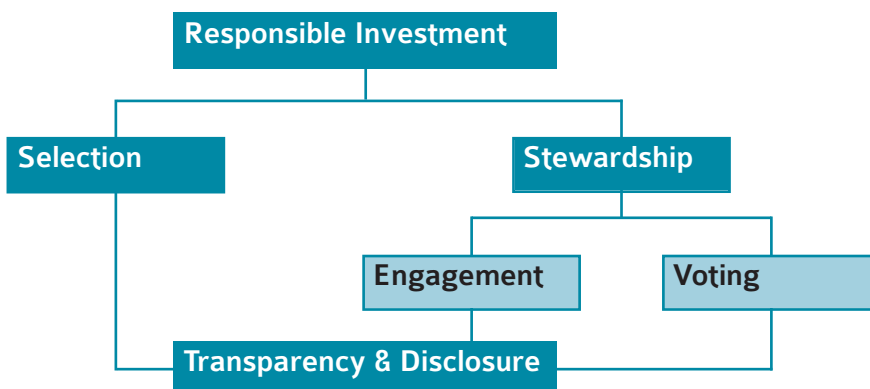 Responsible Investment
Selection
Stewardship
Engagement
Voting
Transparency & Disclosure